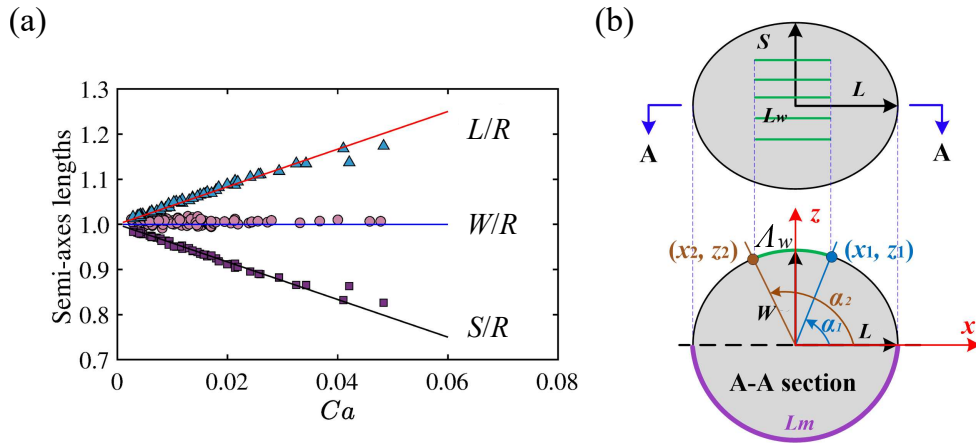 (a)
1.3
1.2
1.1
1.0
0.9
0.8
0.7
Semi-axes lengths
L/R
W/R
S/R
0
0.02
0.04
0.06
0.08
Ca
(b)
S
L
Lw
A
A
z
Λw
(x2, z2)
(x1, z1)
α2
W
α1
L
x
A-A section
Lm